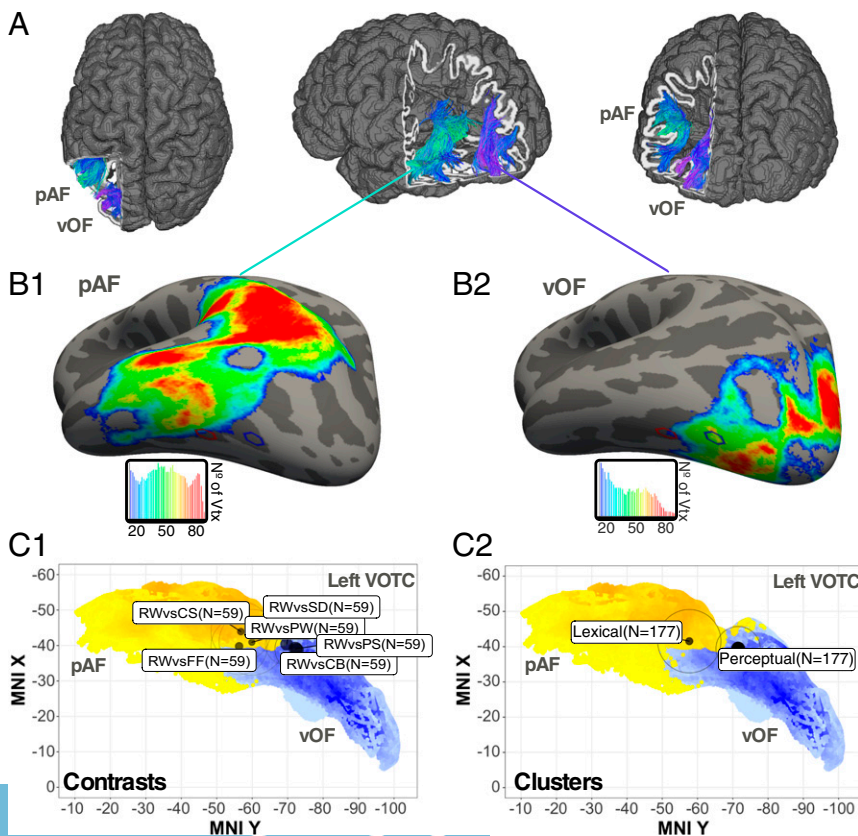 A
pAF
vOF
pAF
vOF
B1 pAF
B2 vOF
Nº of Vtx
20 50 80
Nº of Vtx
20 50 80
C1
C2
Left VOTC
RWvsCS(N=59)
RWvsSD(N=59)
RWvsPW(N=59)
RWvsPS(N=59)
RWvsFF(N=59)
RWvsCB(N=59)
pAF
vOF
Contrasts
MNI X
-60
-50
-40
-30
-20
-10
0
-10 -20 -30 -40 -50 -60 -70 -80 -90 -100
MNI Y
Left VOTC
Lexical(N=177)
Perceptual(N=177)
pAF
vOF
Clusters
MNI X
-60
-50
-40
-30
-20
-10
0
-10 -20 -30 -40 -50 -60 -70 -80 -90 -100
MNI Y